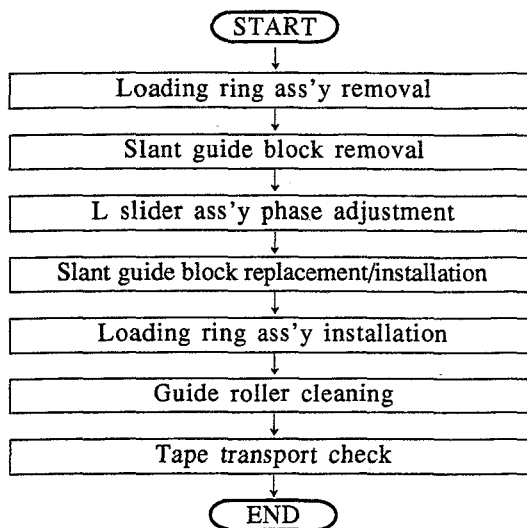 START
Loading ring ass'y removal
Slant guide block removal
L slider ass'y phase adjustment
Slant guide block replacement/installation
Loading ring ass'y installation
Guide roller cleaning
Tape transport check
END